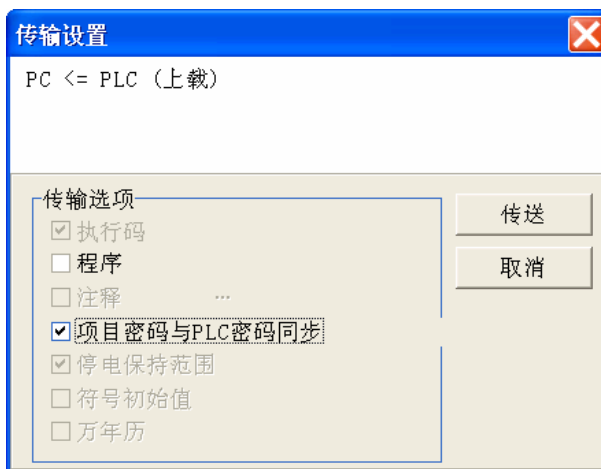 传输设置
PC <= PLC (上载)
传输选项
执行码
程序
注释 ...
项目密码与PLC密码同步
停电保持范围
符号初始值
万年历
传送
取消